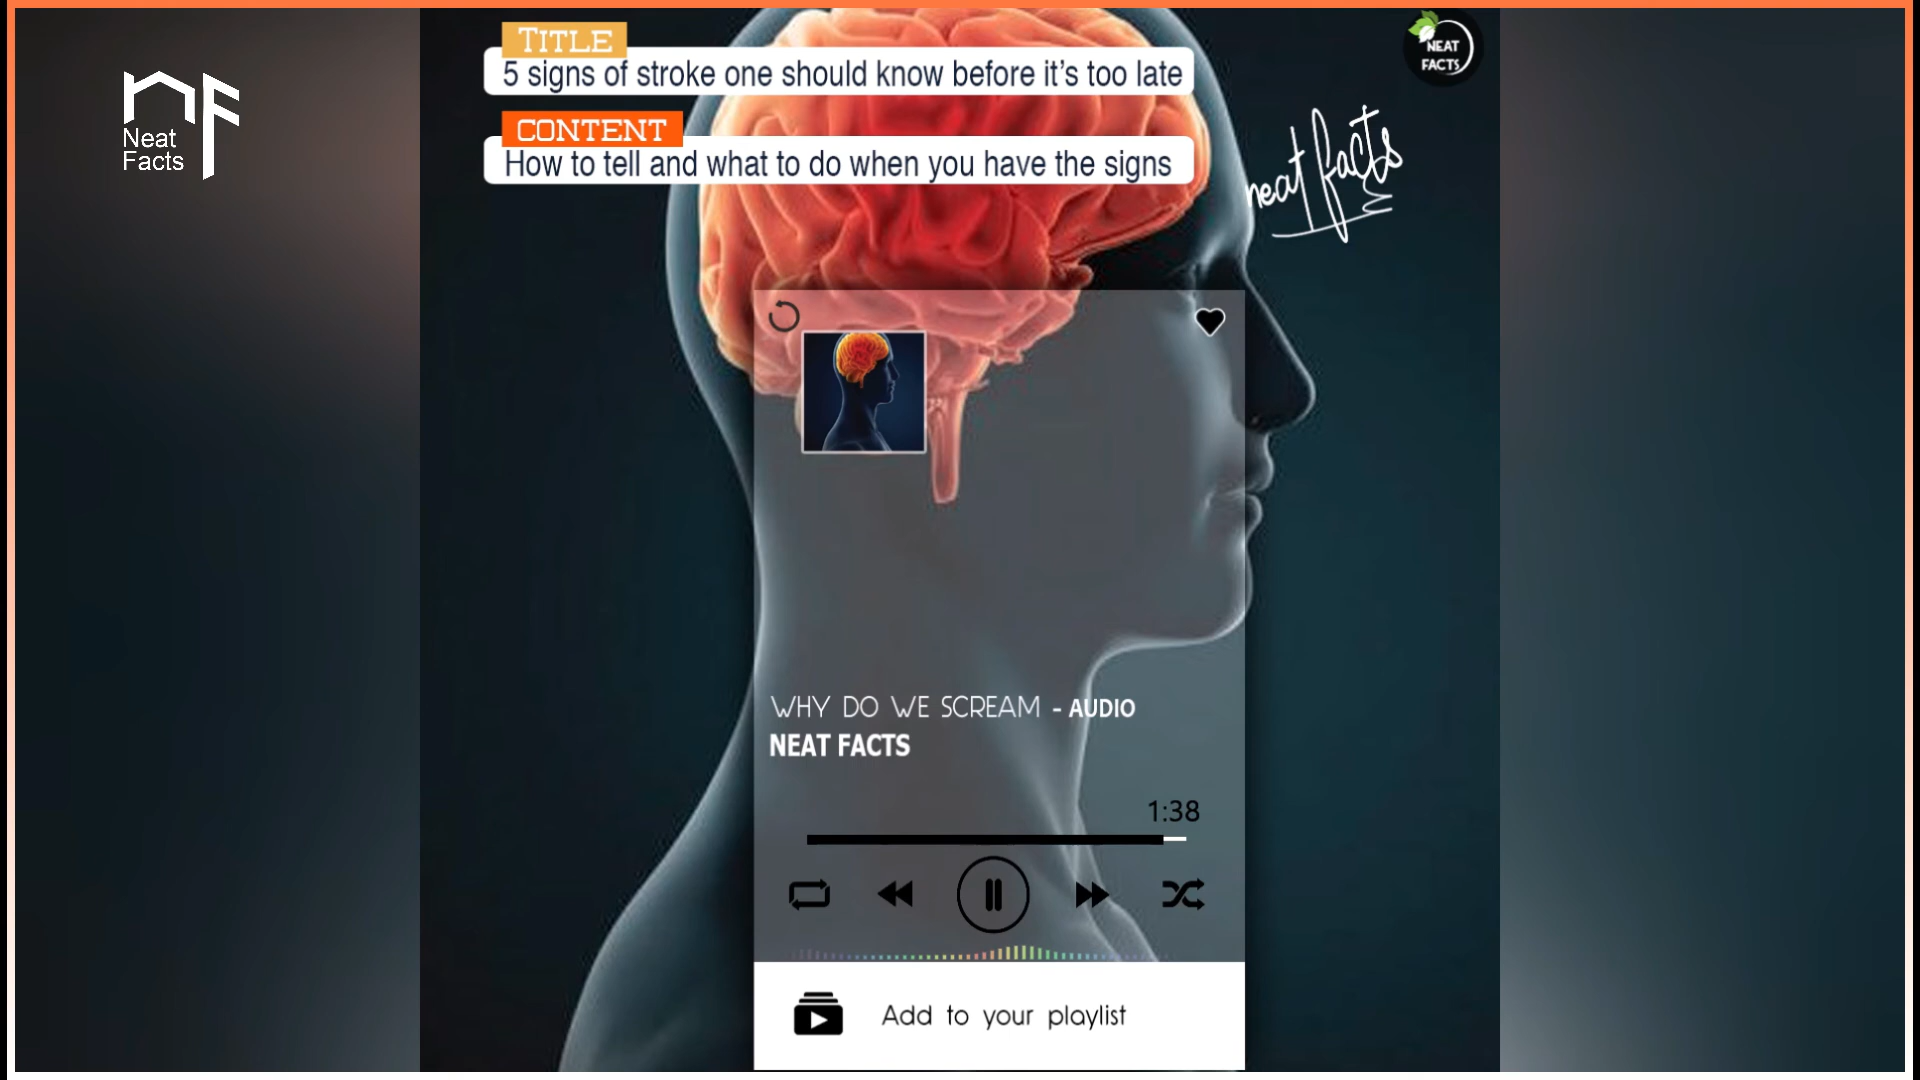 Neat
Facts
TITLE
5 signs of stroke one should know before it's too late
CONTENT
How to tell and what to do when you have the signs
NEAT
FACTS
neat facts
WHY DO WE SCREAM - AUDIO
NEAT FACTS
1:38
Add to your playlist